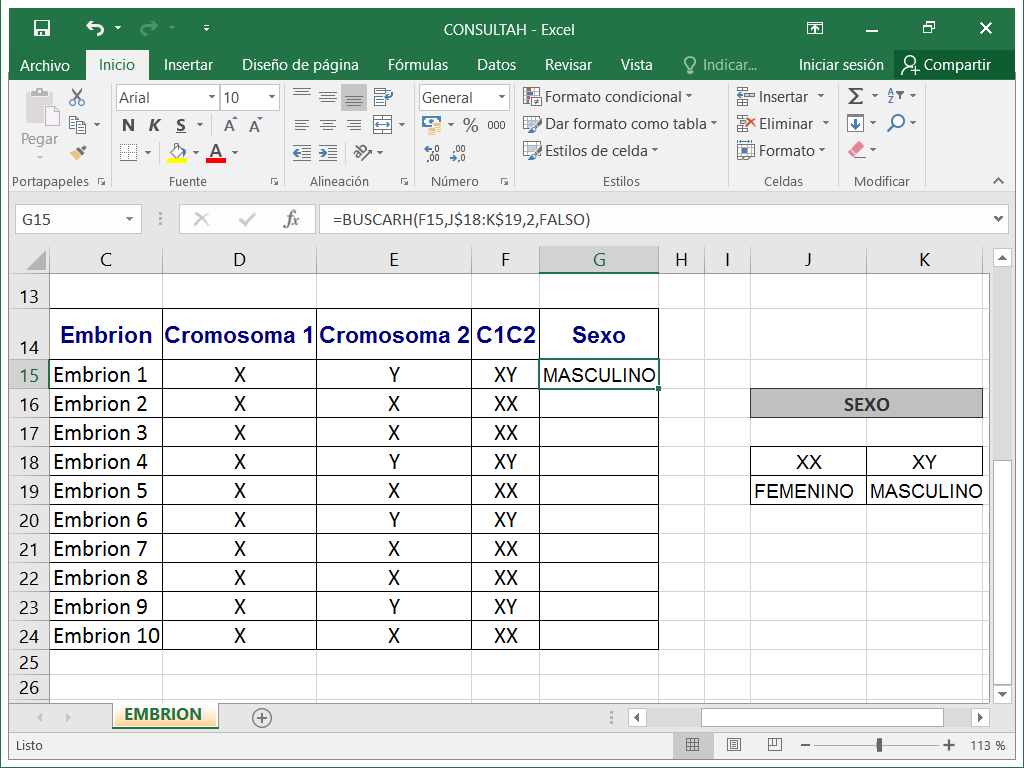 CONSULTAH - Excel
Archivo Inicio Insertar Diseño de página Fórmulas Datos Revisar Vista Indicar... Iniciar sesión Compartir
Pegar
Portapapeles
Arial 10
N K S A A
A
Fuente
Alineación
General
% 000
Número
Formato condicional
Dar formato como tabla
Estilos de celda
Estilos
Insertar
Eliminar
Formato
Celdas
Modificar
G15 fx =BUSCARH(F15,J$18:K$19,2,FALSO)
C D E F G H I J K
13
14 Embrion Cromosoma 1 Cromosoma 2 C1C2 Sexo
15 Embrion 1 X Y XY MASCULINO
16 Embrion 2 X X XX SEXO
17 Embrion 3 X X XX
18 Embrion 4 X Y XY XX XY
19 Embrion 5 X X XX FEMENINO MASCULINO
20 Embrion 6 X Y XY
21 Embrion 7 X X XX
22 Embrion 8 X X XX
23 Embrion 9 X Y XY
24 Embrion 10 X X XX
25
26
EMBRION
Listo 113 %